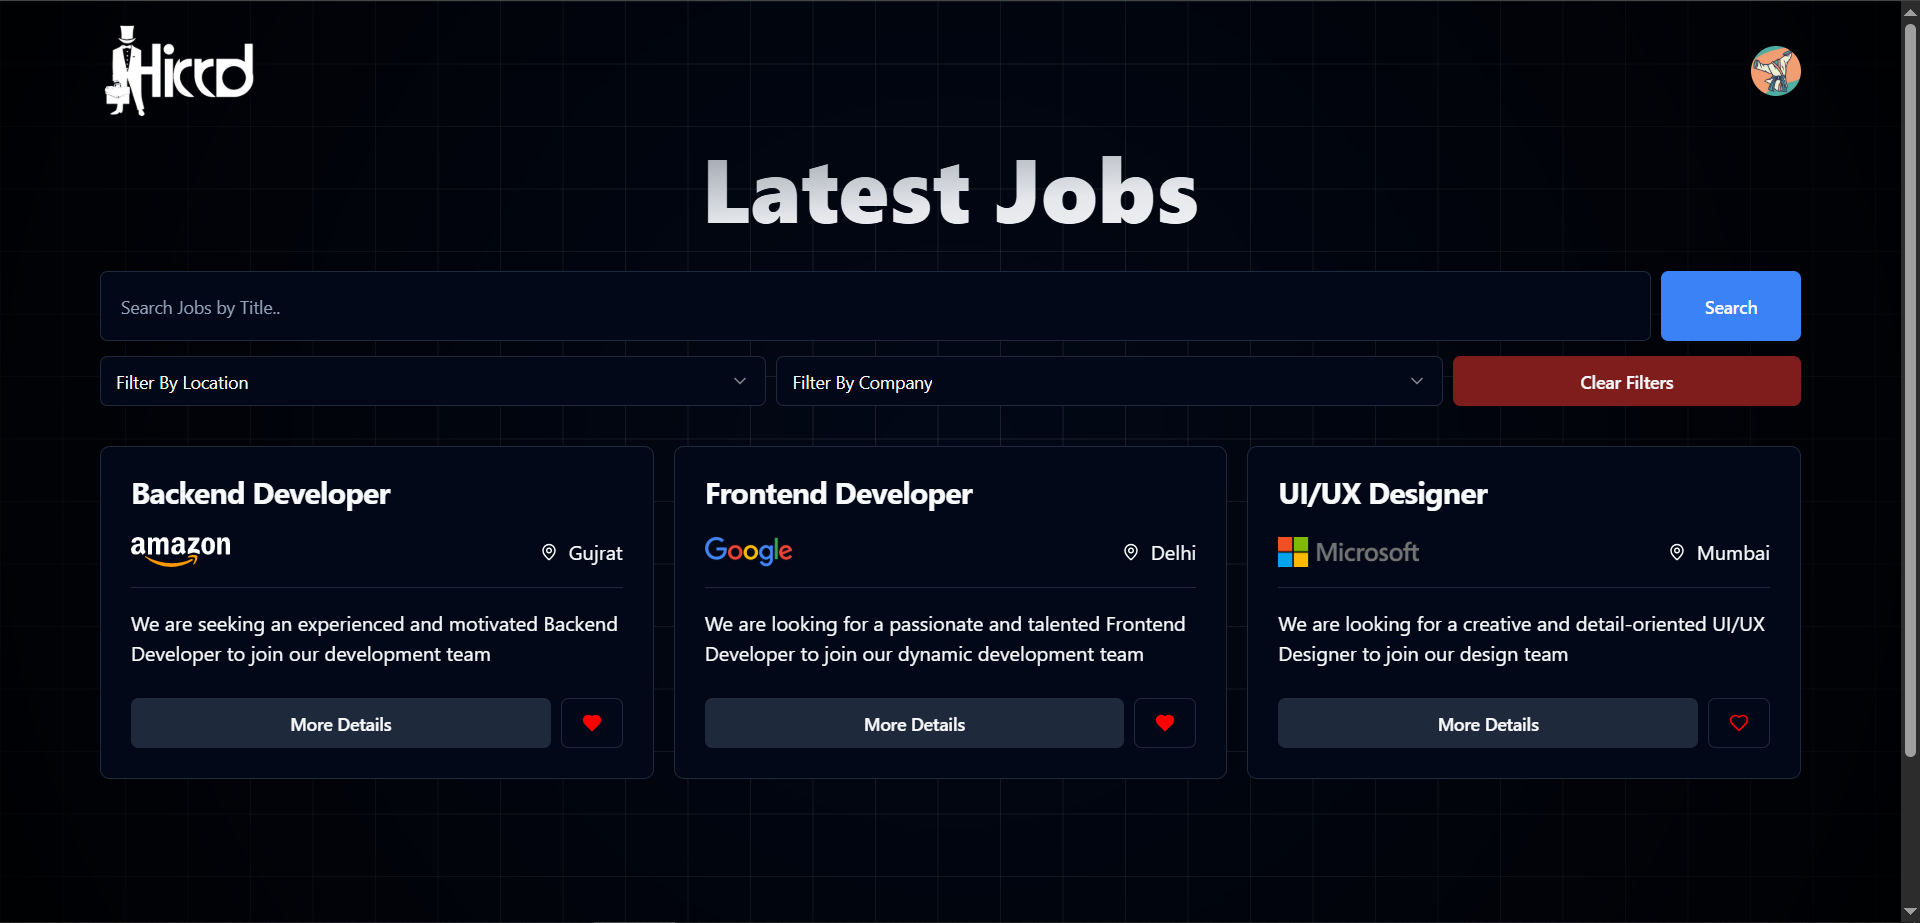 Hirrd
Latest Jobs
Search Jobs by Title..
Search
Filter By Location
Filter By Company
Clear Filters
Backend Developer
amazon
Gujrat
We are seeking an experienced and motivated Backend
Developer to join our development team
More Details
Frontend Developer
Google
Delhi
We are looking for a passionate and talented Frontend
Developer to join our dynamic development team
More Details
UI/UX Designer
Microsoft
Mumbai
We are looking for a creative and detail-oriented UI/UX
Designer to join our design team
More Details